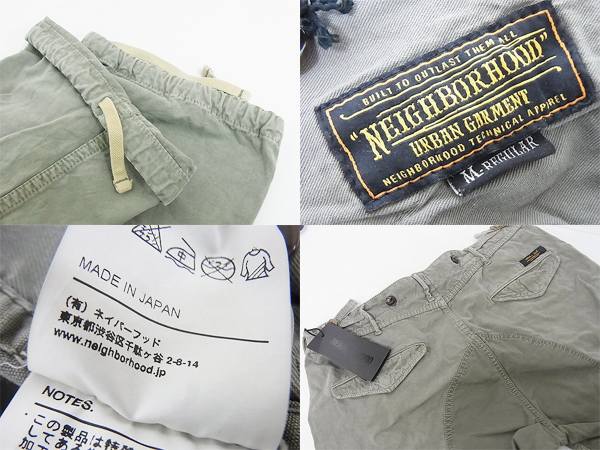 BUILT TO OUTLAST THEM ALL
"NEIGHBORHOOD"
URBAN GARMENT
NEIGHBORHOOD TECHNICAL APPAREL
M-REGULAR
MADE IN JAPAN
(有) ネイバーフッド
東京都渋谷区千駄ヶ谷 2-8-14
www.neighborhood.jp
NOTES.
この製品は特殊